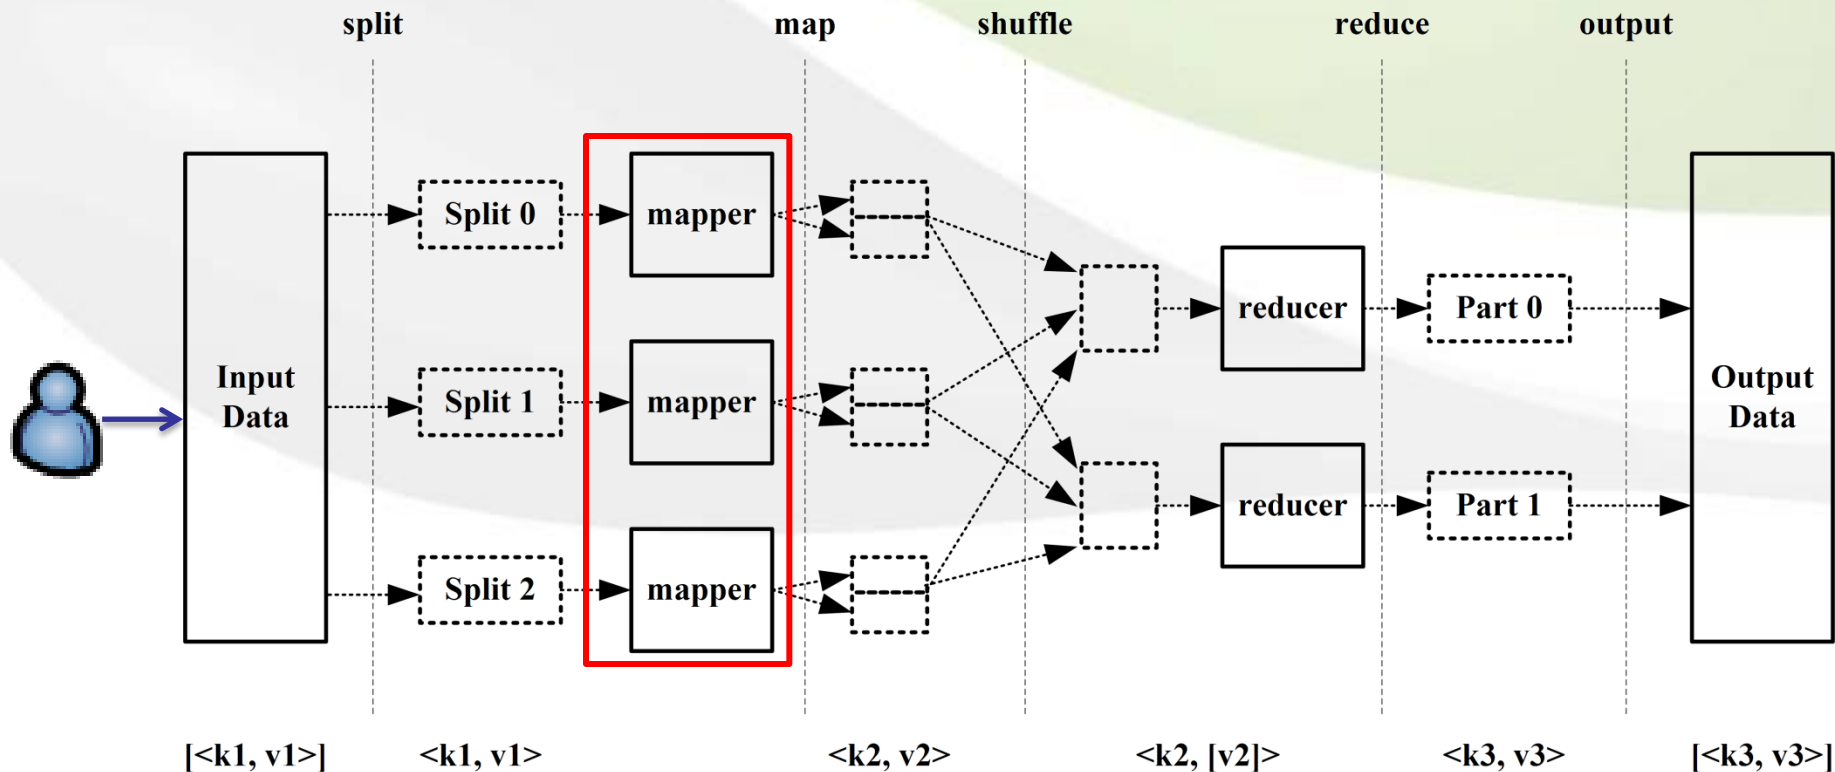 split
map
shuffle
reduce
output
Input
Data
Split 0
Split 1
Split 2
mapper
mapper
mapper
reducer
reducer
Part 0
Part 1
Output
Data
[<k1, v1>]
<k1, v1>
<k2, v2>
<k2, [v2]>
<k3, v3>
[<k3, v3>]